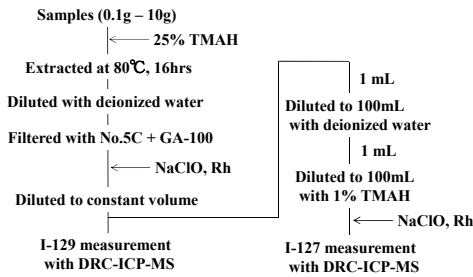 Samples (0.1g – 10g)
25% TMAH
Extracted at 80℃, 16hrs
Diluted with deionized water
Filtered with No.5C + GA-100
NaClO, Rh
Diluted to constant volume
I-129 measurement
with DRC-ICP-MS
1 mL
Diluted to 100mL
with deionized water
1 mL
Diluted to 100mL
with 1% TMAH
NaClO, Rh
I-127 measurement
with DRC-ICP-MS